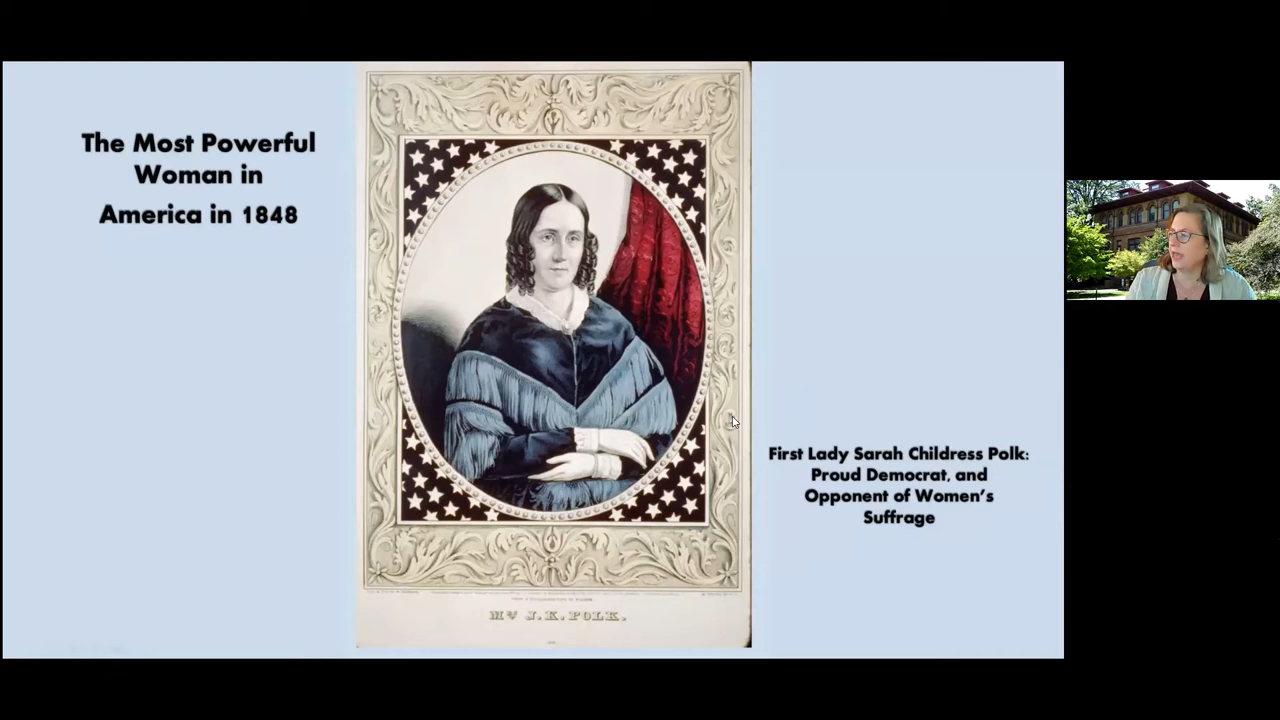 The Most Powerful
Woman in
America in 1848
First Lady Sarah Childress Polk:
Proud Democrat, and
Opponent of Women's
Suffrage
MRS J.K. POLK.